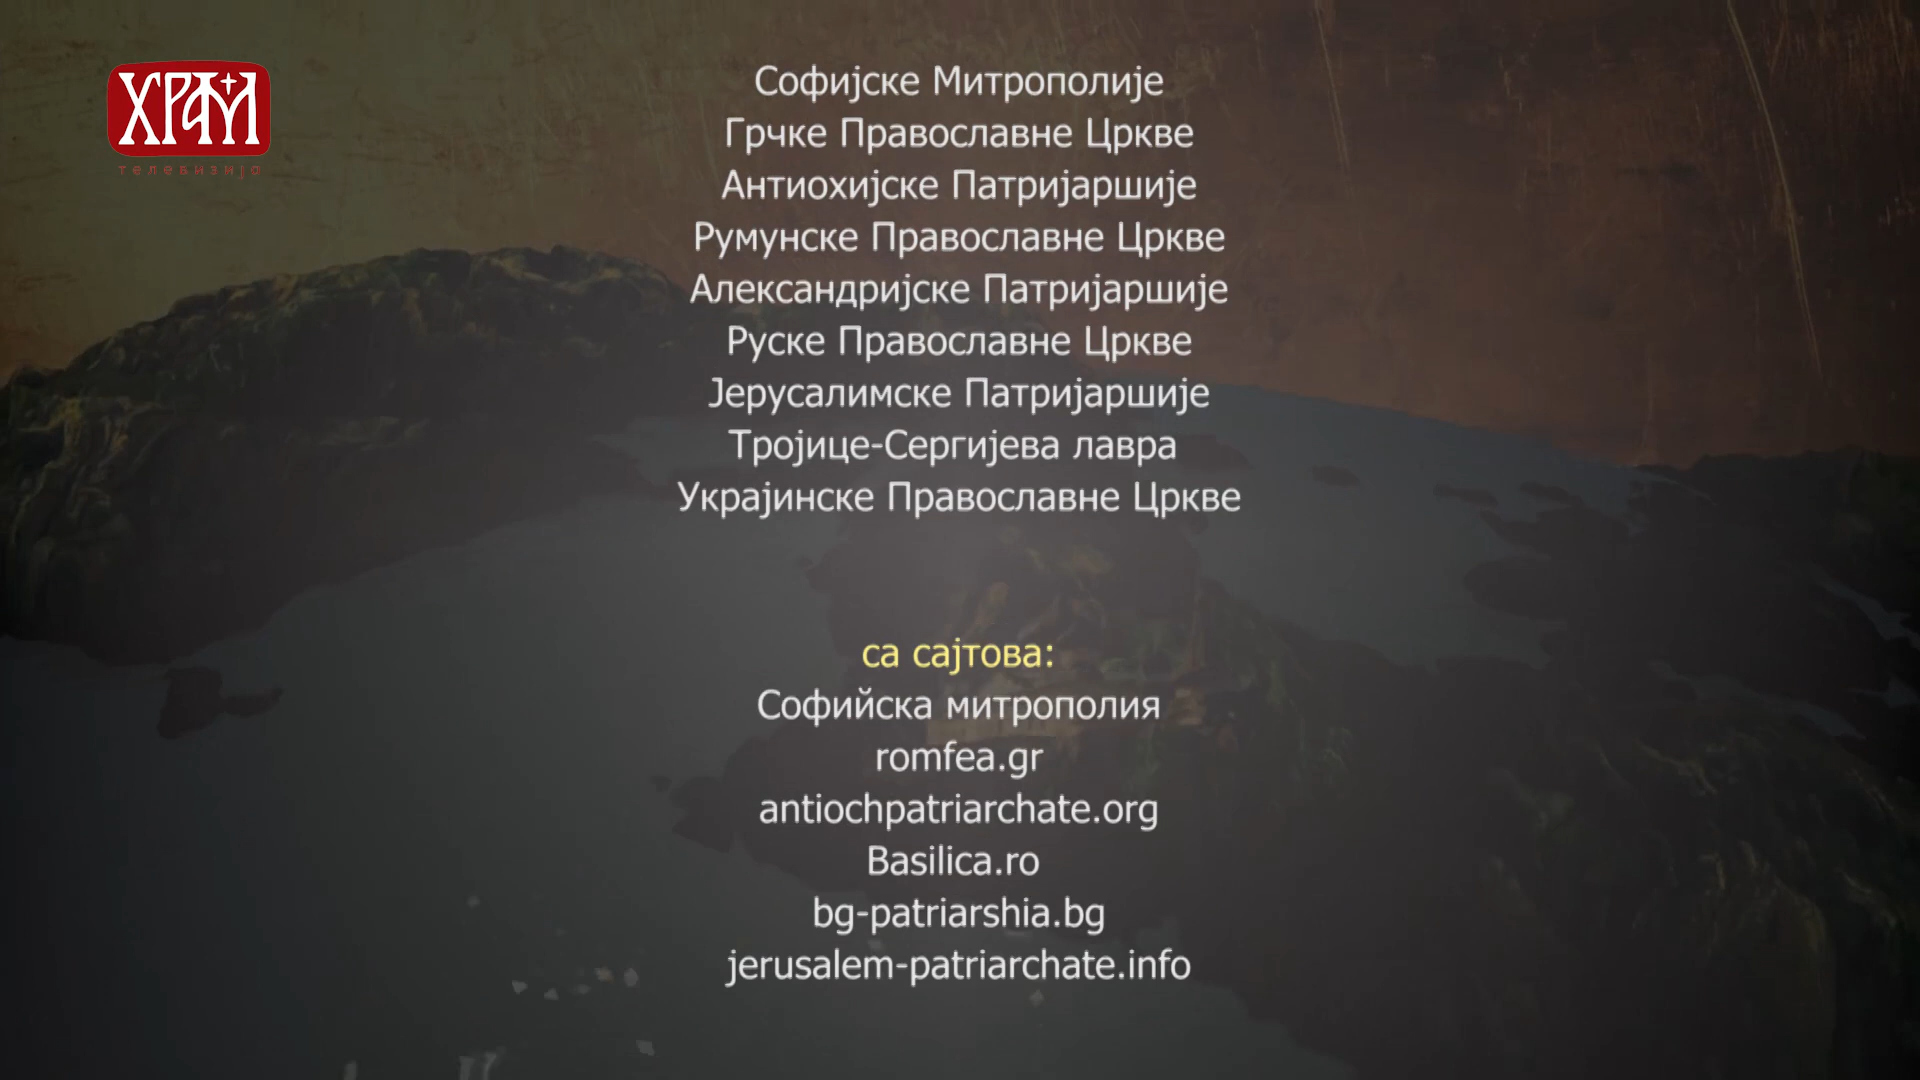 ХРАМ
телевизија
Софијске Митрополије
Грчке Православне Цркве
Антиохијске Патријаршије
Румунске Православне Цркве
Александријске Патријаршије
Руске Православне Цркве
Јерусалимске Патријаршије
Тројице-Сергијева лавра
Украјинске Православне Цркве
са сајтова:
Софийска митрополия
romfea.gr
antiochpatriarchate.org
Basilica.ro
bg-patriarshia.bg
jerusalem-patriarchate.info